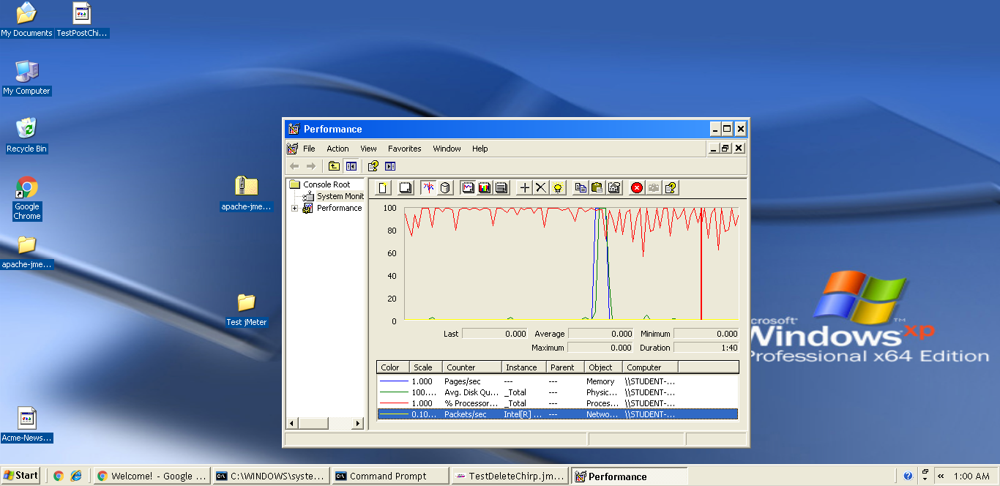 My Documents
TestPostChi...
My Computer
Recycle Bin
Google
Chrome
apache-jme...
apache-jme...
Test jMeter
Acme-News...
Performance
File Action View Favorites Window Help
Console Root
System Monit
Performance
100
80
60
40
20
0
Last 0.000 Average 0.000 Minimum 0.000
Maximum 0.000 Duration 1:40
Color Scale Counter Instance Parent Object Computer
1.000 Pages/sec --- --- Memory \\STUDENT-...
100.... Avg. Disk Qu... _Total --- Physic... \\STUDENT-...
1.000 % Processor... _Total --- Proces... \\STUDENT-...
0.10... Packets/sec Intel[R] ... --- Netwo... \\STUDENT-...
crosoft®
Windows xp
Professional x64 Edition
TM
Start
Welcome! - Google ...
C:\WINDOWS\syste...
Command Prompt
TestDeleteChirp.jm...
Performance
1:00 AM